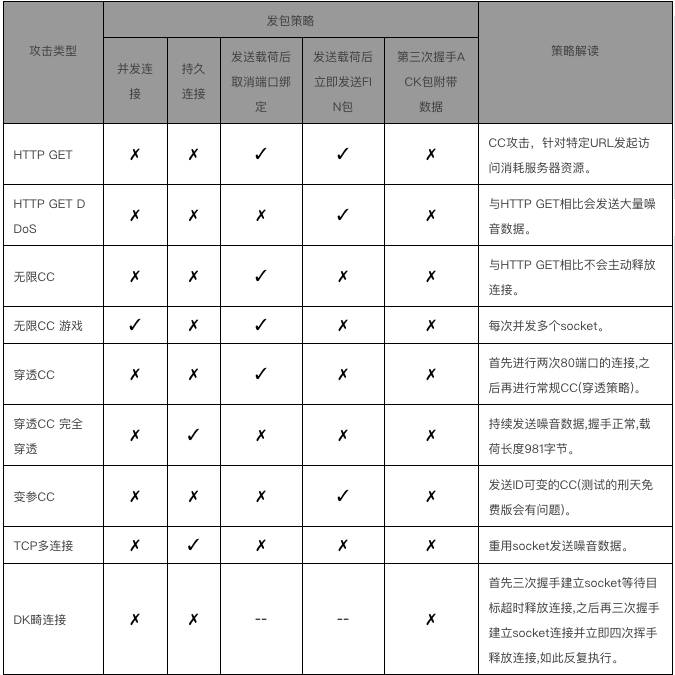 攻击类型
发包策略
策略解读
并发连
接
持久
连接
发送载荷后
取消端口绑
定
发送载荷后
立即发送FI
N包
第三次握手A
CK包附带
数据
HTTP GET
✗ ✗ ✓ ✓ ✗
CC攻击，针对特定URL发起访
问消耗服务器资源。
HTTP GET D
DoS
✗ ✗ ✗ ✓ ✗
与HTTP GET相比会发送大量噪
音数据。
无限CC
✗ ✗ ✓ ✗ ✗
与HTTP GET相比不会主动释放
连接。
无限CC 游戏
✓ ✗ ✓ ✗ ✗
每次并发多个socket。
穿透CC
✗ ✗ ✓ ✗ ✗
首先进行两次80端口的连接,之
后再进行常规CC(穿透策略)。
穿透CC 完全
穿透
✗ ✓ ✗ ✗ ✗
持续发送噪音数据,握手正常,载
荷长度981字节。
变参CC
✗ ✗ ✗ ✓ ✗
发送ID可变的CC(测试的刑天免
费版会有问题)。
TCP多连接
✗ ✓ ✗ ✗ ✗
重用socket发送噪音数据。
DK畸连接
✗ ✗ -- -- ✗
首先三次握手建立socket等待目
标超时释放连接,之后再三次握手
建立socket连接并立即四次挥手
释放连接,如此反复执行。